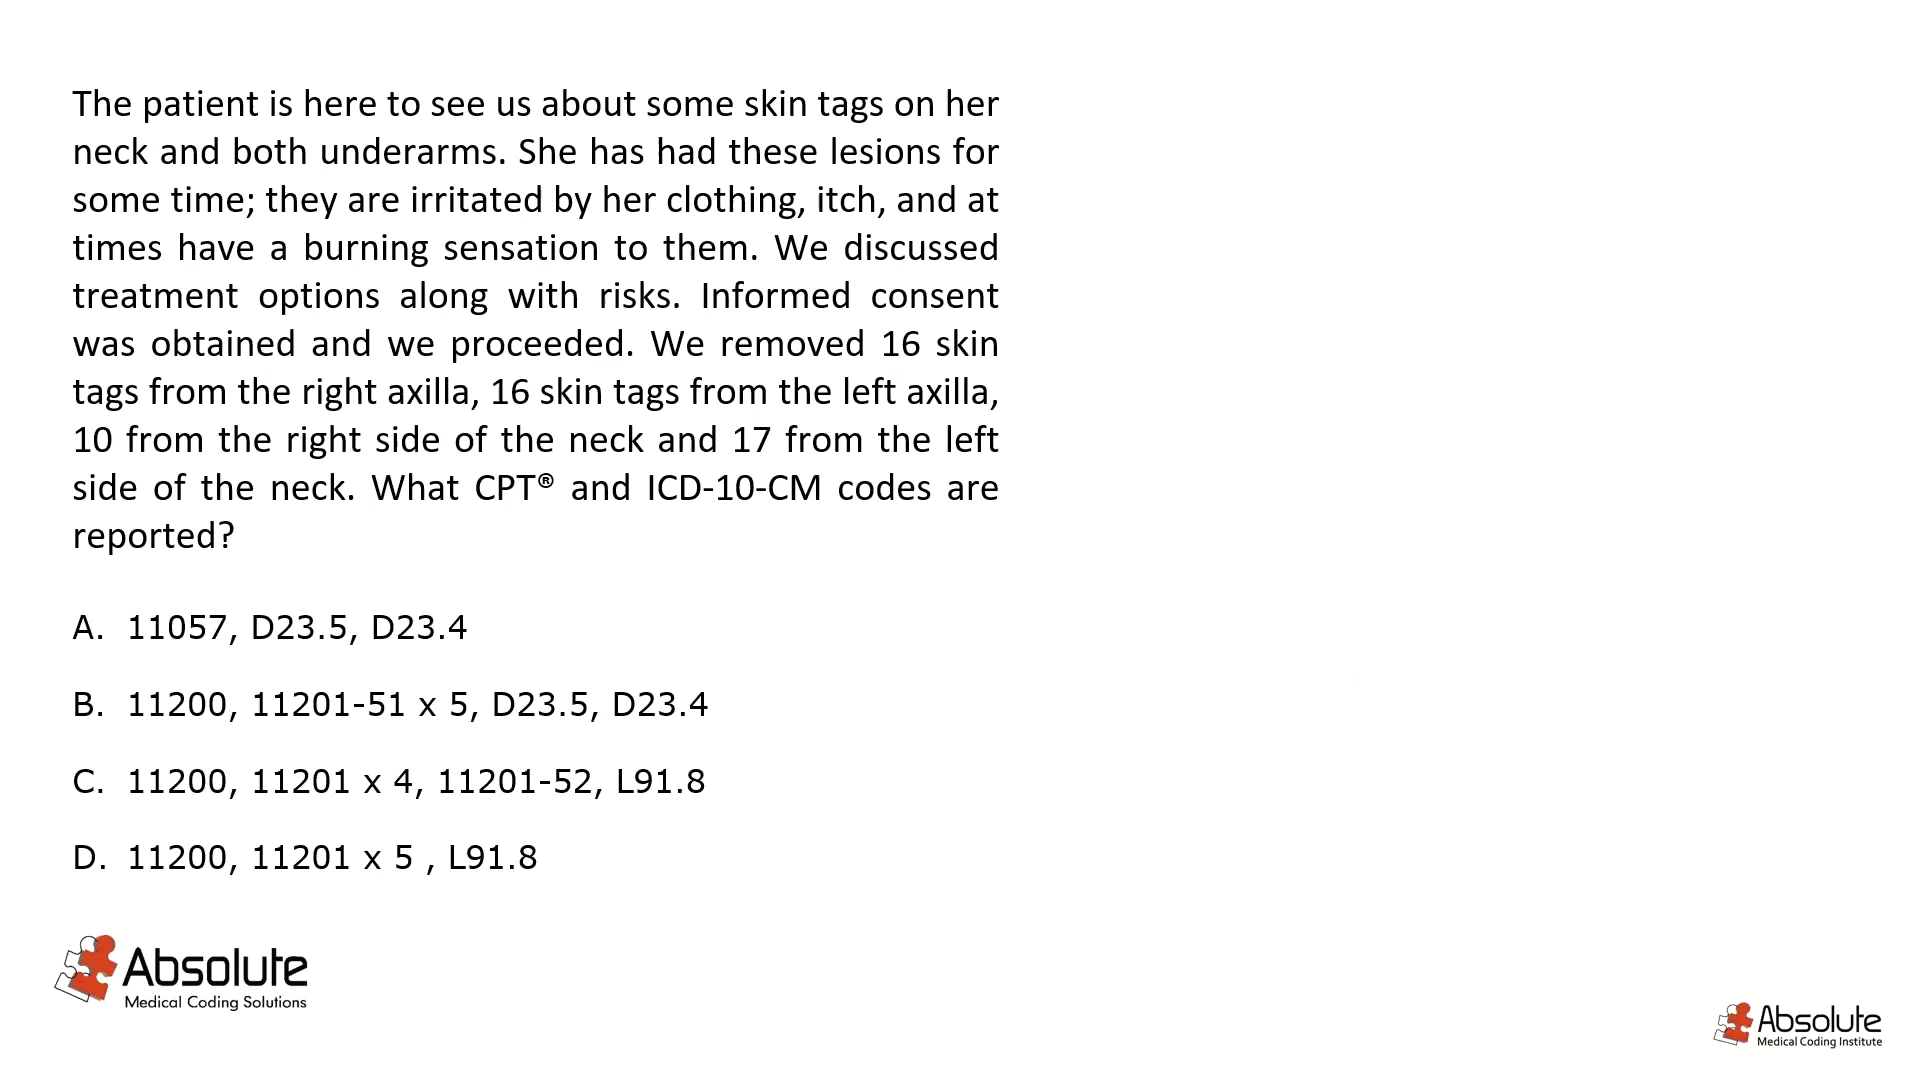 The patient is here to see us about some skin tags on her
neck and both underarms. She has had these lesions for
some time; they are irritated by her clothing, itch, and at
times have a burning sensation to them. We discussed
treatment options along with risks. Informed consent
was obtained and we proceeded. We removed 16 skin
tags from the right axilla, 16 skin tags from the left axilla,
10 from the right side of the neck and 17 from the left
side of the neck. What CPT® and ICD-10-CM codes are
reported?
A. 11057, D23.5, D23.4
B. 11200, 11201-51 x 5, D23.5, D23.4
C. 11200, 11201 x 4, 11201-52, L91.8
D. 11200, 11201 x 5 , L91.8
Absolute
Medical Coding Solutions
Absolute
Medical Coding Institute